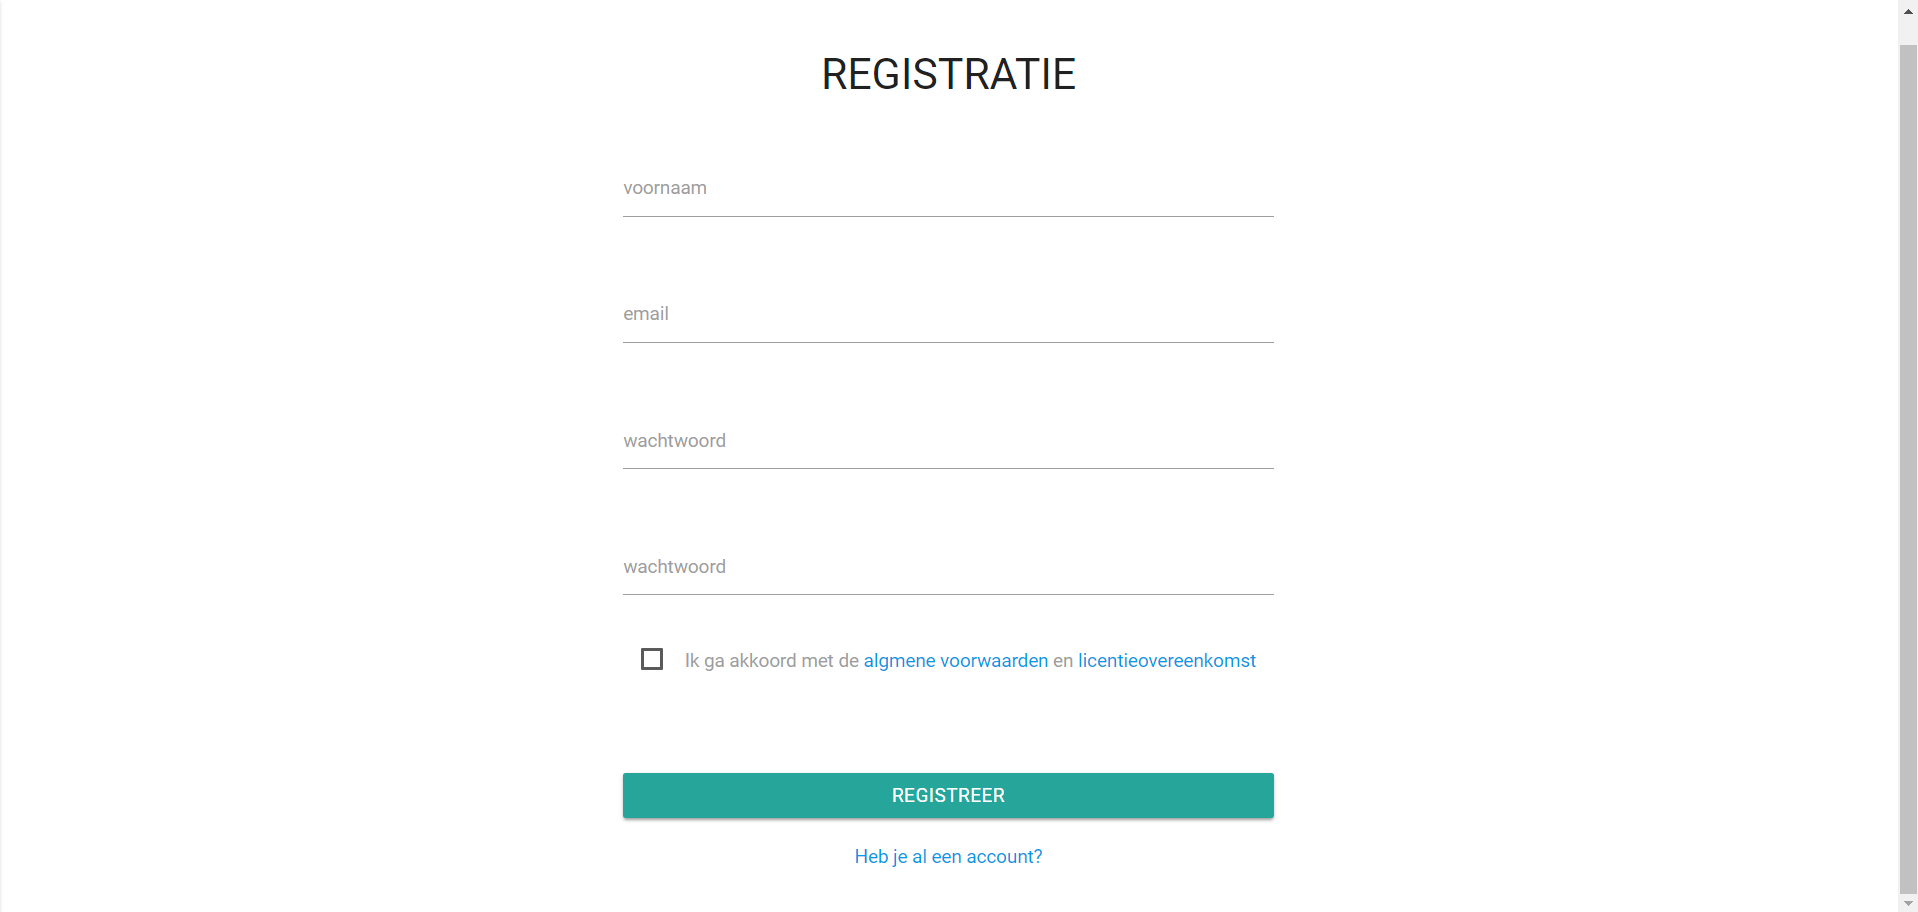 REGISTRATIE
voornaam
email
wachtwoord
wachtwoord
Ik ga akkoord met de algmene voorwaarden en licentieovereenkomst
REGISTREER
Heb je al een account?